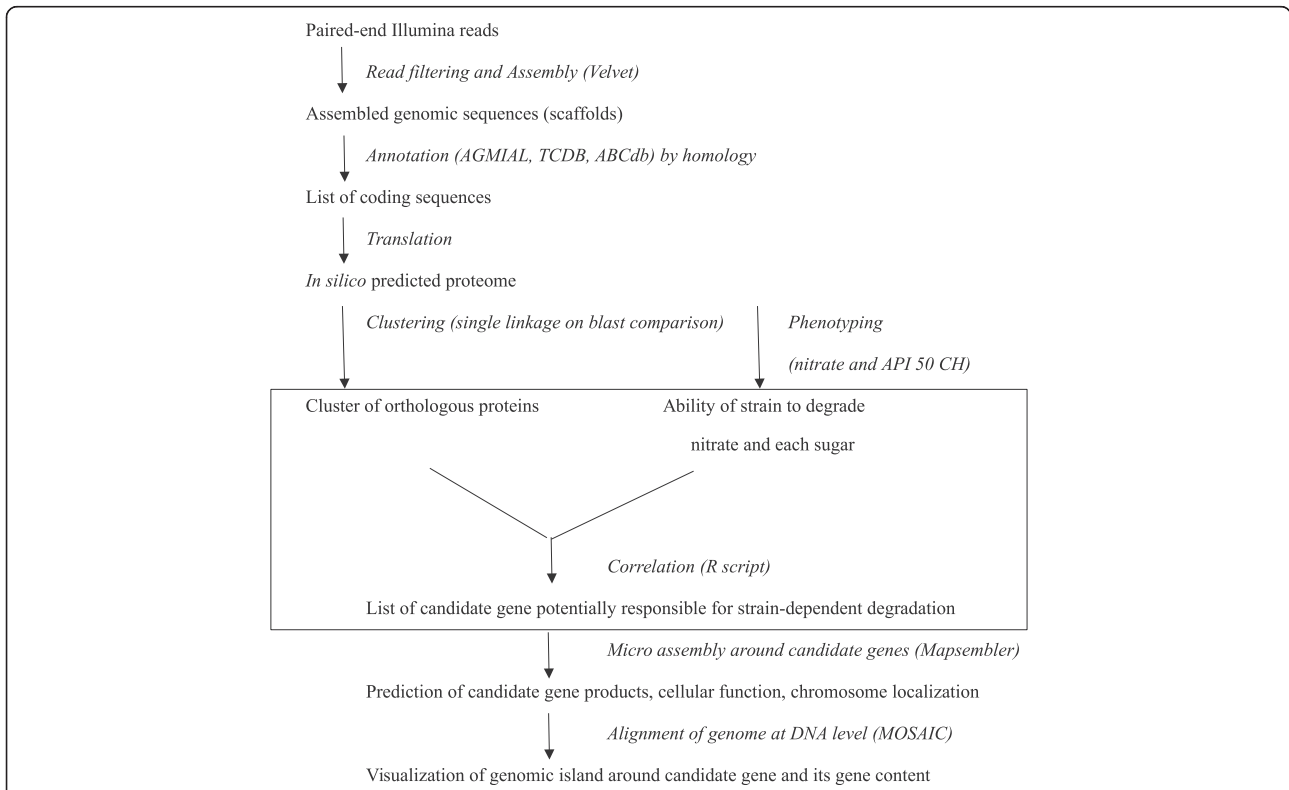 Paired-end Illumina reads
Read filtering and Assembly (Velvet)
Assembled genomic sequences (scaffolds)
Annotation (AGMIAL, TCDB, ABCdb) by homology
List of coding sequences
Translation
In silico predicted proteome
Clustering (single linkage on blast comparison)
Phenotyping
(nitrate and API 50 CH)
Cluster of orthologous proteins
Ability of strain to degrade
nitrate and each sugar
Correlation (R script)
List of candidate gene potentially responsible for strain-dependent degradation
Micro assembly around candidate genes (Mapsembler)
Prediction of candidate gene products, cellular function, chromosome localization
Alignment of genome at DNA level (MOSAIC)
Visualization of genomic island around candidate gene and its gene content